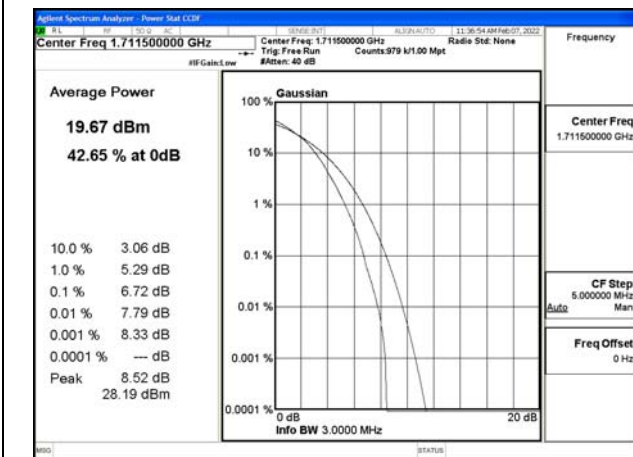 Agilent Spectrum Analyzer - Power Stat CCDF
RL RF 50 Ω AC SENSE:INT ALIGN AUTO 11:36:54 AM Feb 07, 2022
Center Freq 1.711500000 GHz
Center Freq: 1.711500000 GHz Radio Std: None
Trig: Free Run Counts:979 k/1.00 Mpt
#IFGain:Low #Atten: 40 dB
Frequency
Average Power
19.67 dBm
42.65 % at 0dB
10.0 % 3.06 dB
1.0 % 5.29 dB
0.1 % 6.72 dB
0.01 % 7.79 dB
0.001 % 8.33 dB
0.0001 % --- dB
Peak 8.52 dB
28.19 dBm
Gaussian
100 %
10 %
1 %
0.1 %
0.01 %
0.001 %
0.0001 %
0 dB 20 dB
Info BW 3.0000 MHz
Center Freq
1.711500000 GHz
CF Step
5.000000 MHz
Auto Man
Freq Offset
0 Hz
MSG STATUS